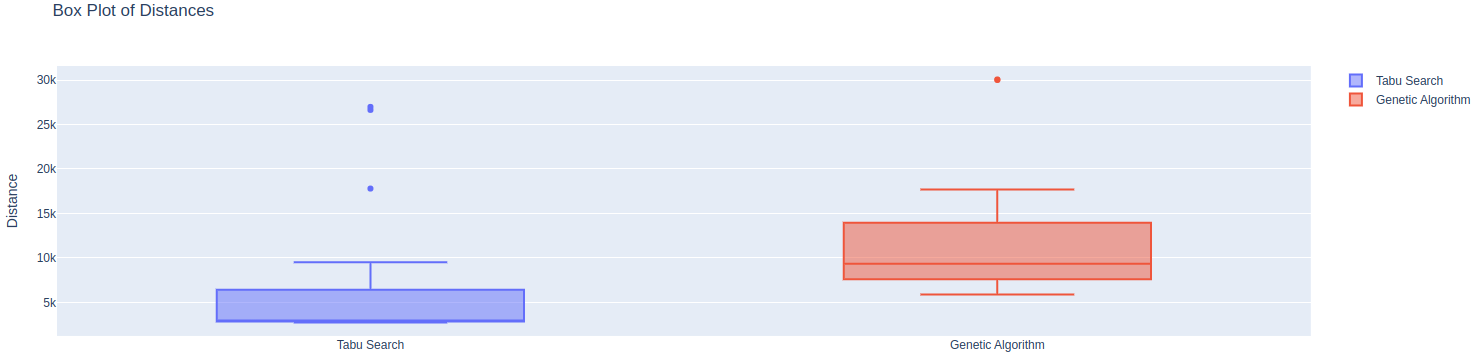 Box Plot of Distances
30k
25k
20k
15k
10k
5k
Distance
Tabu Search
Genetic Algorithm
Tabu Search
Genetic Algorithm